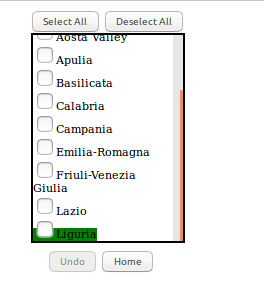 Select All Deselect All
Aosta Valley
Apulia
Basilicata
Calabria
Campania
Emilia-Romagna
Friuli-Venezia
Giulia
Lazio
Liguria
Undo Home